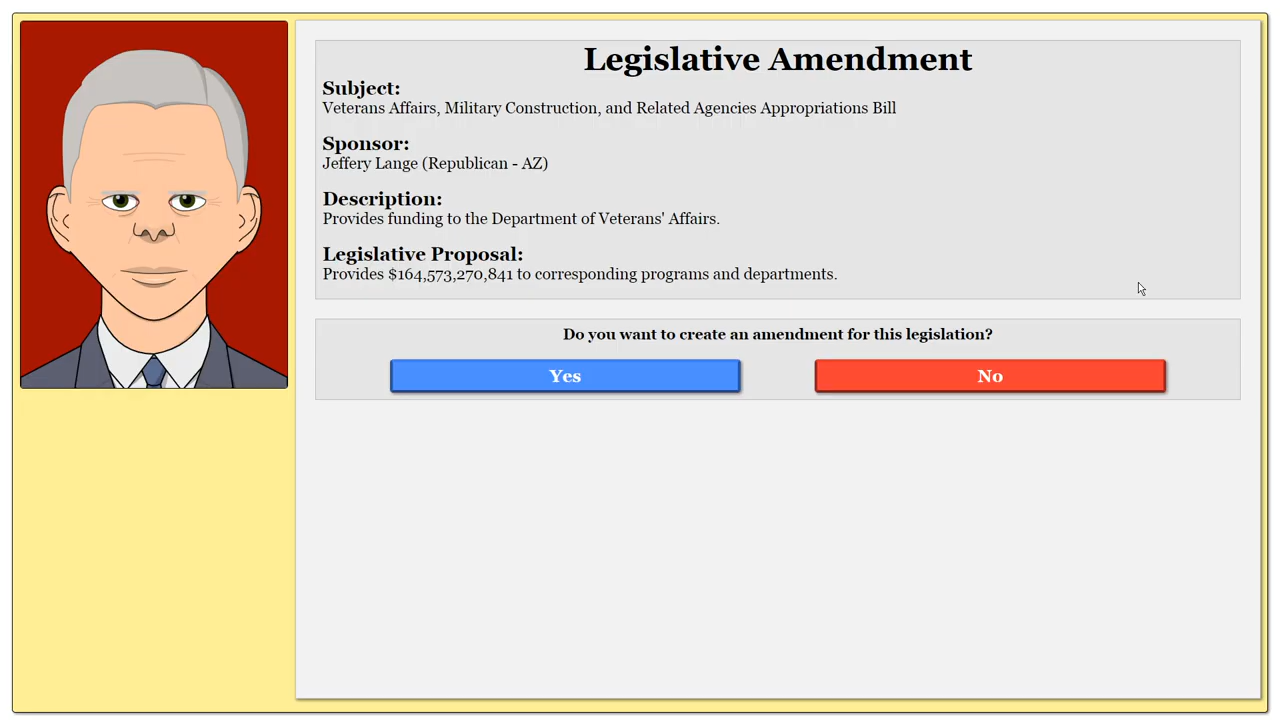 Legislative Amendment
Subject:
Veterans Affairs, Military Construction, and Related Agencies Appropriations Bill
Sponsor:
Jeffery Lange (Republican - AZ)
Description:
Provides funding to the Department of Veterans' Affairs.
Legislative Proposal:
Provides $164,573,270,841 to corresponding programs and departments.
Do you want to create an amendment for this legislation?
Yes
No